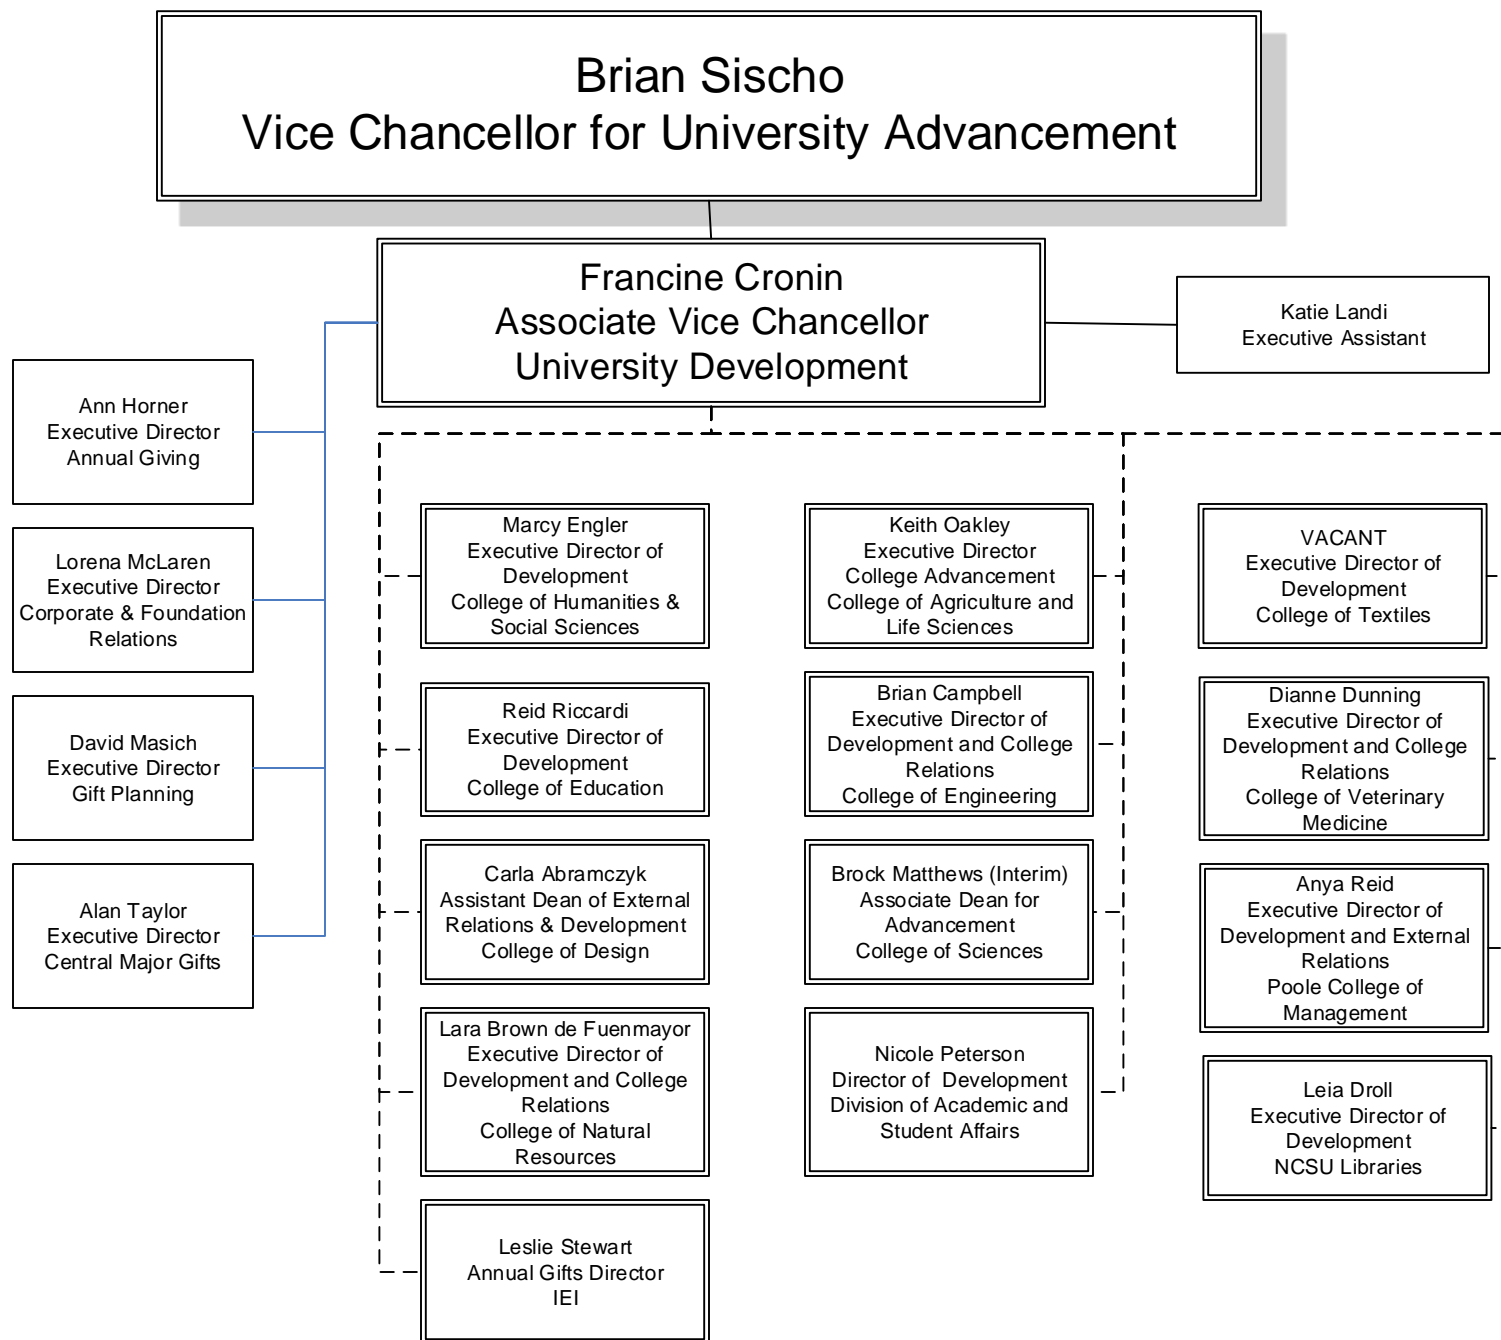 Brian Sischo
Vice Chancellor for University Advancement
Francine Cronin
Associate Vice Chancellor
University Development
Katie Landi
Executive Assistant
Ann Horner
Executive Director
Annual Giving
Lorena McLaren
Executive Director
Corporate & Foundation
Relations
David Masich
Executive Director
Gift Planning
Alan Taylor
Executive Director
Central Major Gifts
Marcy Engler
Executive Director of
Development
College of Humanities &
Social Sciences
Reid Riccardi
Executive Director of
Development
College of Education
Carla Abramczyk
Assistant Dean of External
Relations & Development
College of Design
Lara Brown de Fuenmayor
Executive Director of
Development and College
Relations
College of Natural
Resources
Leslie Stewart
Annual Gifts Director
IEI
Keith Oakley
Executive Director
College Advancement
College of Agriculture and
Life Sciences
Brian Campbell
Executive Director of
Development and College
Relations
College of Engineering
Brock Matthews (Interim)
Associate Dean for
Advancement
College of Sciences
Nicole Peterson
Director of Development
Division of Academic and
Student Affairs
VACANT
Executive Director of
Development
College of Textiles
Dianne Dunning
Executive Director of
Development and College
Relations
College of Veterinary
Medicine
Anya Reid
Executive Director of
Development and External
Relations
Poole College of
Management
Leia Droll
Executive Director of
Development
NCSU Libraries